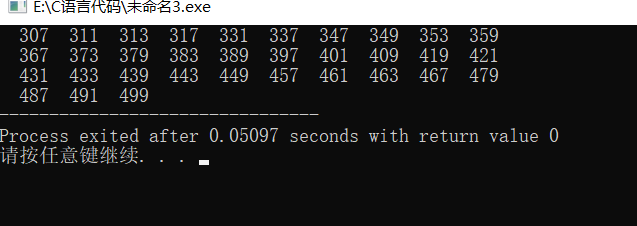 E:\C语言代码\未命名3.exe
307 311 313 317 331 337 347 349 353 359
367 373 379 383 389 397 401 409 419 421
431 433 439 443 449 457 461 463 467 479
487 491 499
--------------------------------
Process exited after 0.05097 seconds with return value 0
请按任意键继续. . .